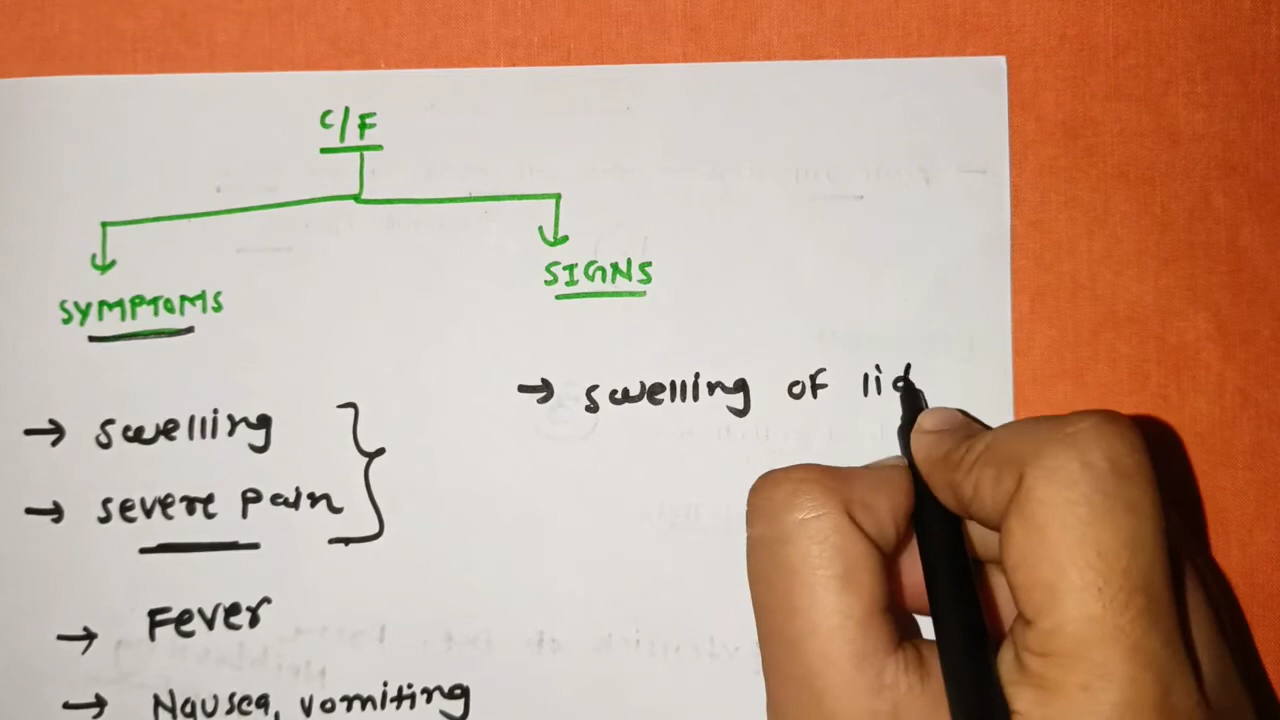 C/F
SYMPTOMS
SIGNS
→ swelling
→ severe pain
→ Fever
→ Nausea, vomiting
→ swelling of lid